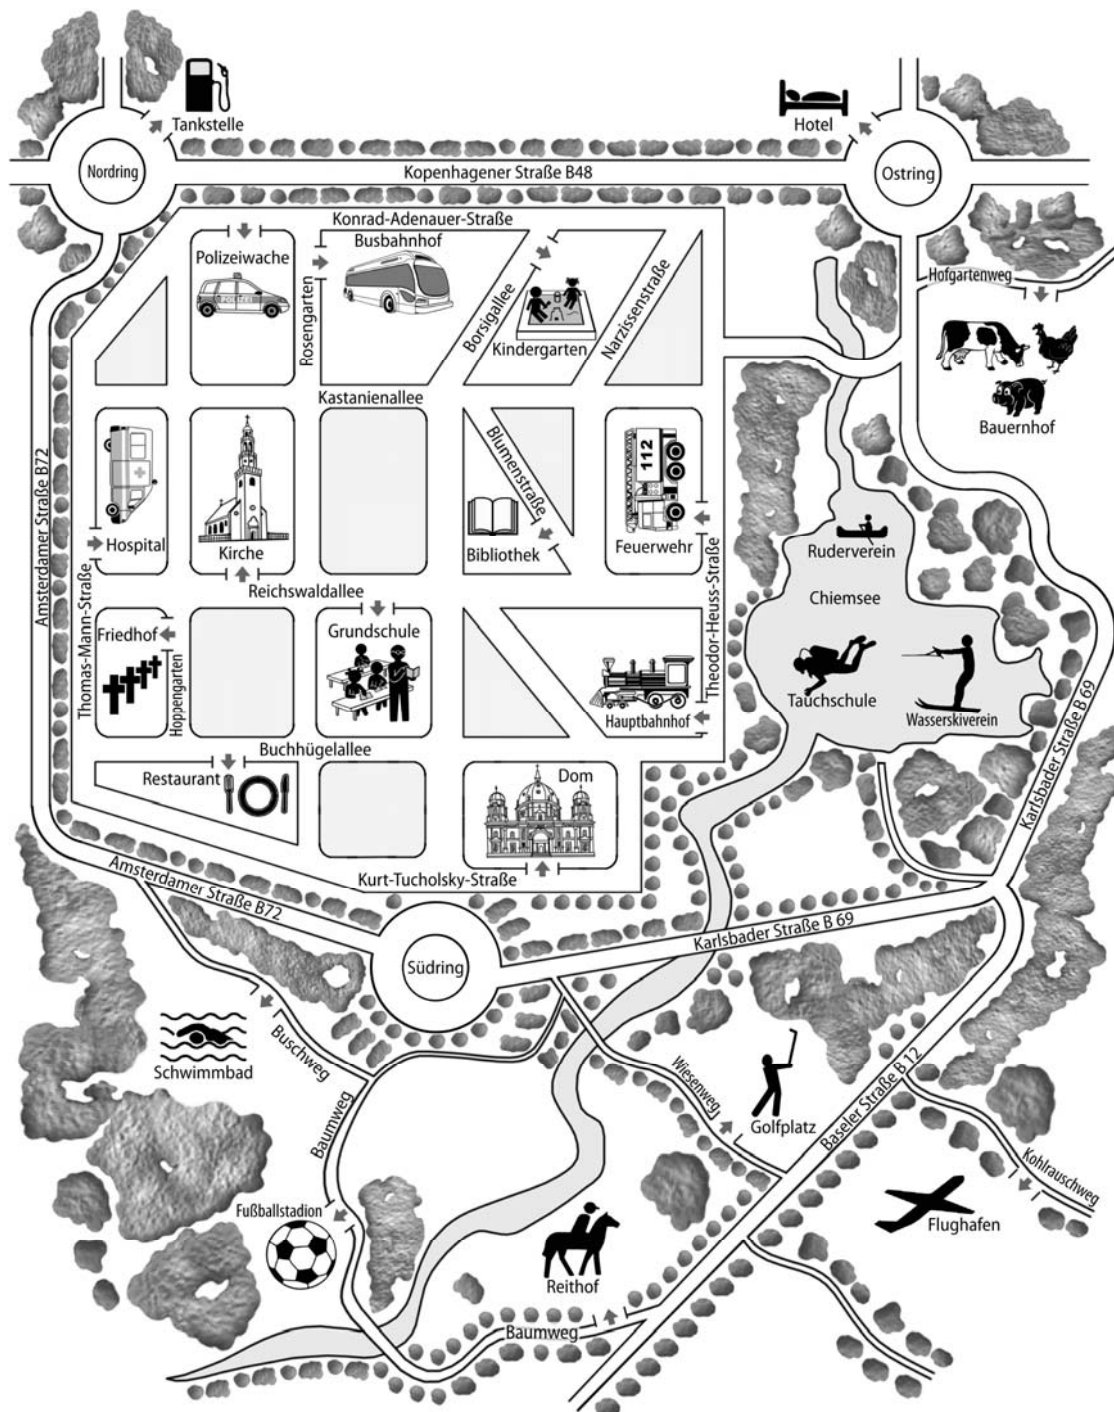 Tankstelle
Hotel
Nordring
Kopenhagener Straße B48
Ostring
Konrad-Adenauer-Straße
Polizeiwache
POLIZEI
Rosengarten
Busbahnhof
Borsigallee
Kindergarten
Narzissenstraße
Hofgartenweg
Bauernhof
Kastanienallee
Amsterdamer Straße B72
Hospital
Kirche
Blumenstraße
Bibliothek
112
Feuerwehr
Ruderverein
Chiemsee
Thomas-Mann-Straße
Reichswaldallee
Theodor-Heuss-Straße
Friedhof
Hoppengarten
Grundschule
Hauptbahnhof
Tauchschule
Wasserskiverein
Karlsbader Straße B 69
Buchhügelallee
Restaurant
Dom
Kurt-Tucholsky-Straße
Amsterdamer Straße B72
Südring
Karlsbader Straße B 69
Schwimmbad
Buschweg
Baumweg
Wiesenweg
Golfplatz
Baseler Straße B 12
Kohlrauschweg
Flughafen
Fußballstadion
Reithof
Baumweg